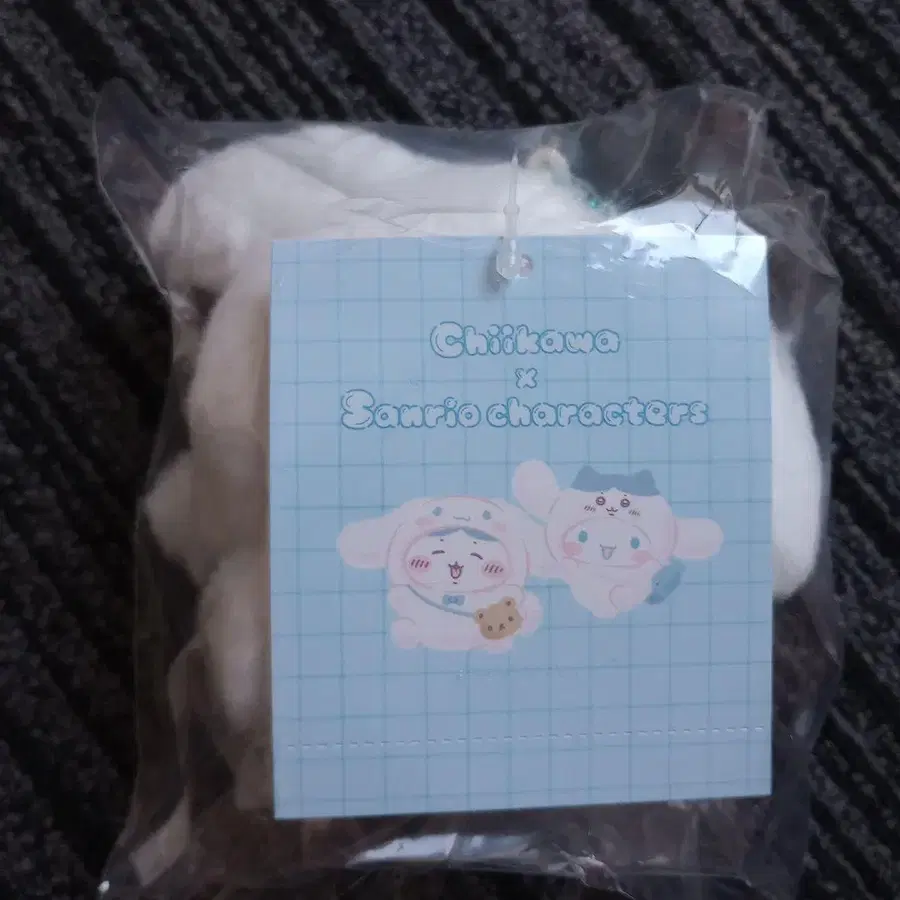 Chiikawa
x
Sanrio characters